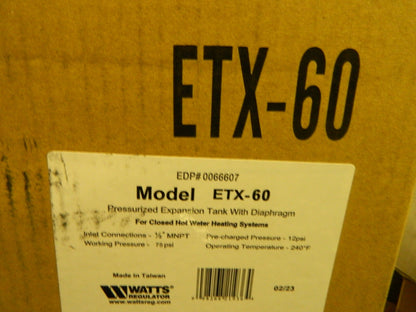 ETX-60
EDP# 0066607
Model ETX-60
Pressurized Expansion Tank With Diaphragm
For Closed Hot Water Heating Systems
Inlet Connections - ½" MNPT Pre-charged Pressure - 12psi
Working Pressure - 75psi Operating Temperature - 240°F
Made In Taiwan
WATTS®
REGULATOR
www.wattsreg.com
02/23